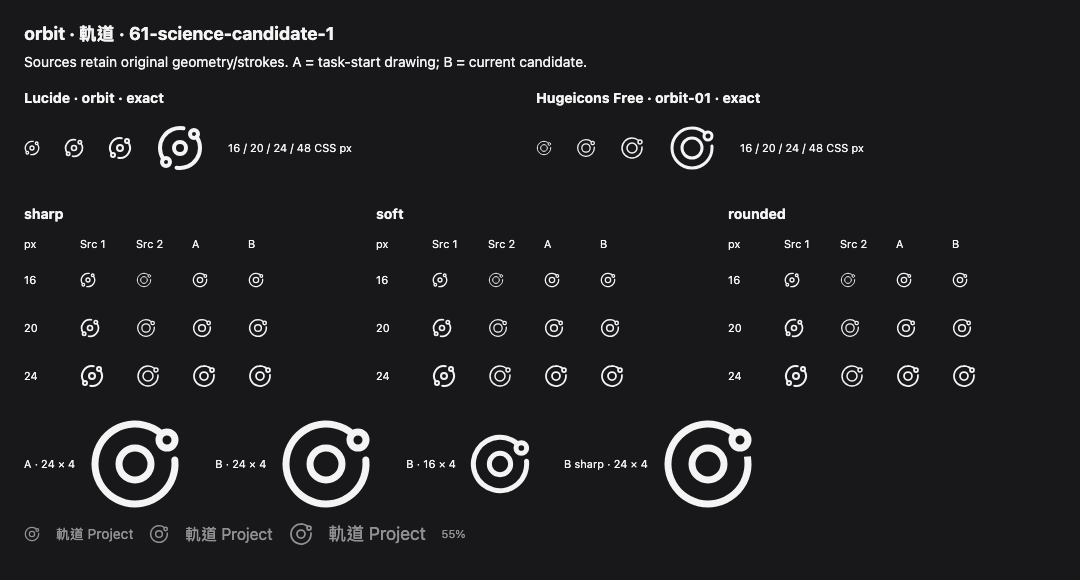 orbit · 軌道 · 61-science-candidate-1
Sources retain original geometry/strokes. A = task-start drawing; B = current candidate.
Lucide · orbit · exact
Hugeicons Free · orbit-01 · exact
16 / 20 / 24 / 48 CSS px
16 / 20 / 24 / 48 CSS px
sharp
soft
rounded
px Src 1 Src 2 A B
px Src 1 Src 2 A B
px Src 1 Src 2 A B
16
16
16
20
20
20
24
24
24
A · 24 × 4
B · 24 × 4
B · 16 × 4
B sharp · 24 × 4
軌道 Project
軌道 Project
軌道 Project
55%